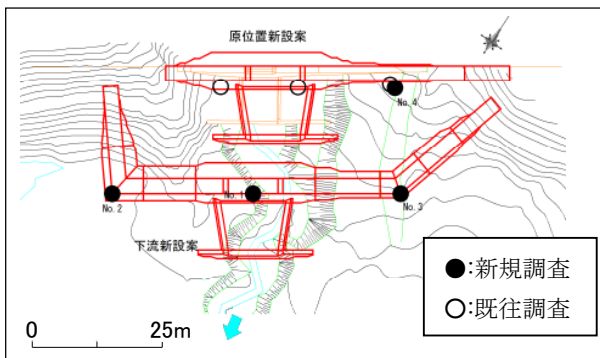 原位置新設案
No.4
No.2
No.1
No.3
下流新設案
●:新規調査
○:既往調査
0 25m